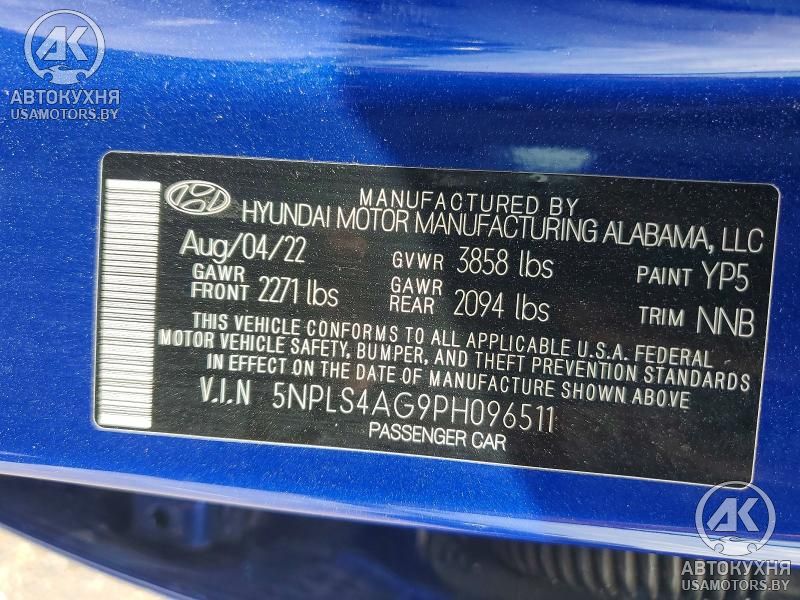 AK
АВТОКУХНЯ
USAMOTORS.BY
MANUFACTURED BY
HYUNDAI MOTOR MANUFACTURING ALABAMA, LLC
Aug/04/22 GVWR 3858 lbs PAINT YP5
GAWR FRONT 2271 lbs GAWR REAR 2094 lbs TRIM NNB
THIS VEHICLE CONFORMS TO ALL APPLICABLE U.S.A. FEDERAL
MOTOR VEHICLE SAFETY, BUMPER, AND THEFT PREVENTION STANDARDS
IN EFFECT ON THE DATE OF MANUFACTURE SHOWN ABOVE
V.I.N 5NPLS4AG9PH096511
PASSENGER CAR
AK
АВТОКУХНЯ
USAMOTORS.BY